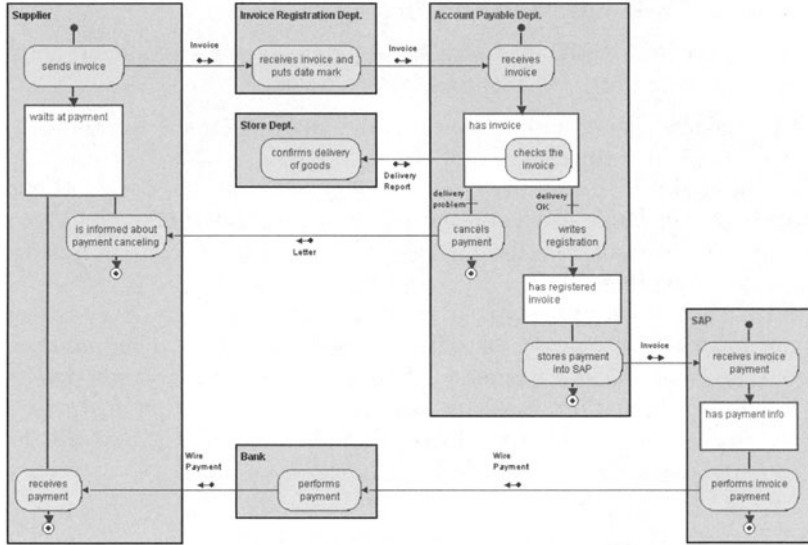 Supplier
Invoice Registration Dept.
Account Payable Dept.
sends invoice
Invoice
receives invoice and
puts date mark
Invoice
receives
invoice
waits at payment
Store Dept.
confirms delivery
of goods
Delivery
Report
has invoice
checks the
invoice
delivery
problem
delivery
OK
is informed about
payment canceling
Letter
cancels
payment
writes
registration
has registered
invoice
stores payment
into SAP
Invoice
SAP
receives invoice
payment
has payment info
performs invoice
payment
Wire
Payment
Bank
performs
payment
Wire
Payment
receives
payment